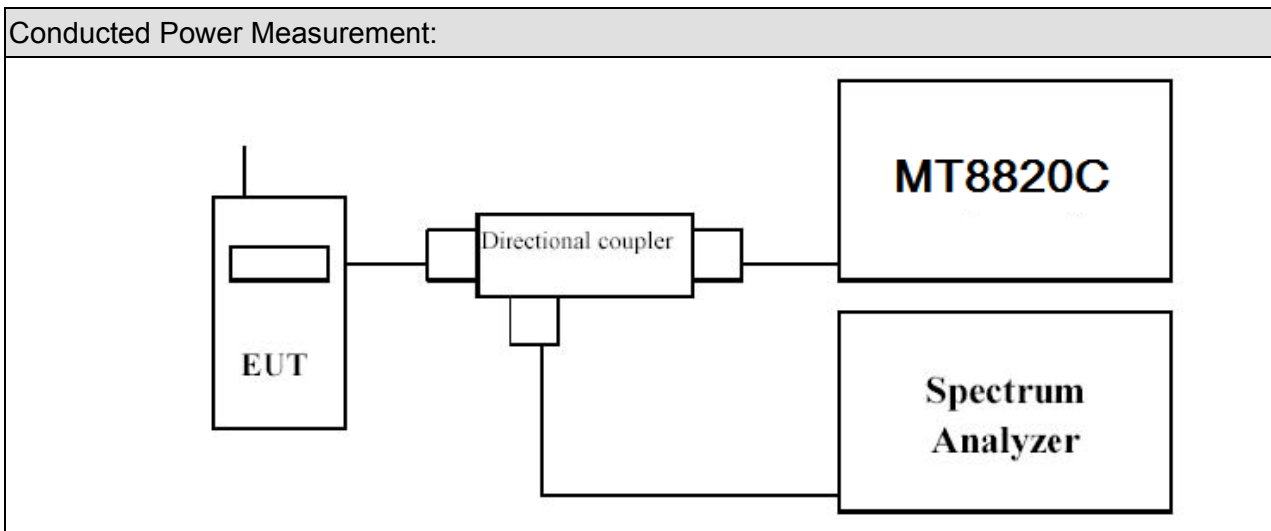 Conducted Power Measurement:
MT8820C
Directional coupler
EUT
Spectrum
Analyzer